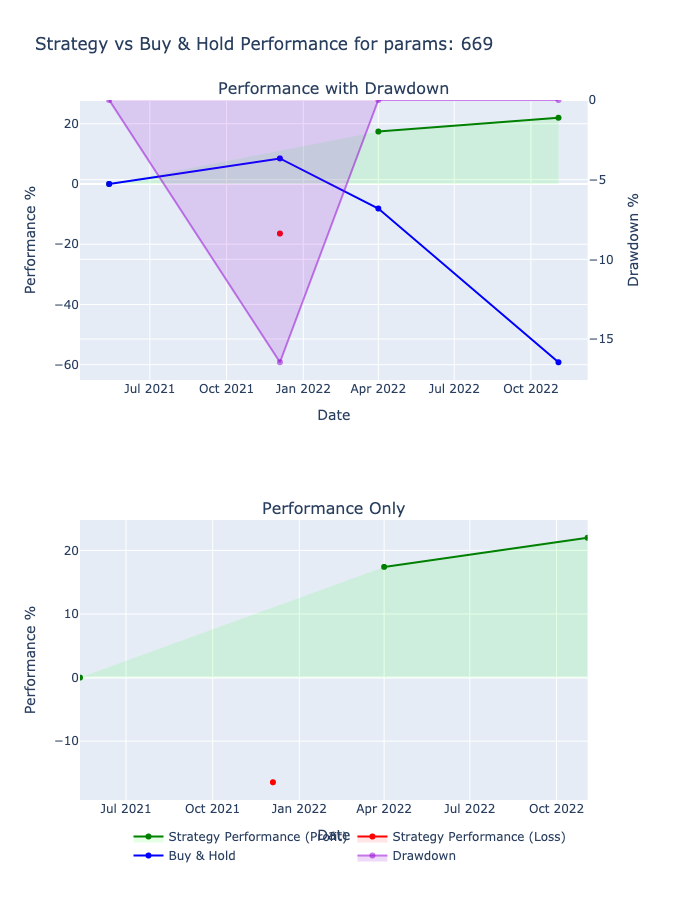 Strategy vs Buy & Hold Performance for params: 669
Performance with Drawdown
20
0
−20
−40
−60
Performance %
0
−5
−10
−15
Drawdown %
Jul 2021 Oct 2021 Jan 2022 Apr 2022 Jul 2022 Oct 2022
Date
Performance Only
20
10
0
−10
Performance %
Jul 2021 Oct 2021 Jan 2022 Apr 2022 Jul 2022 Oct 2022
Date
Strategy Performance (Profit) Strategy Performance (Loss)
Buy & Hold Drawdown